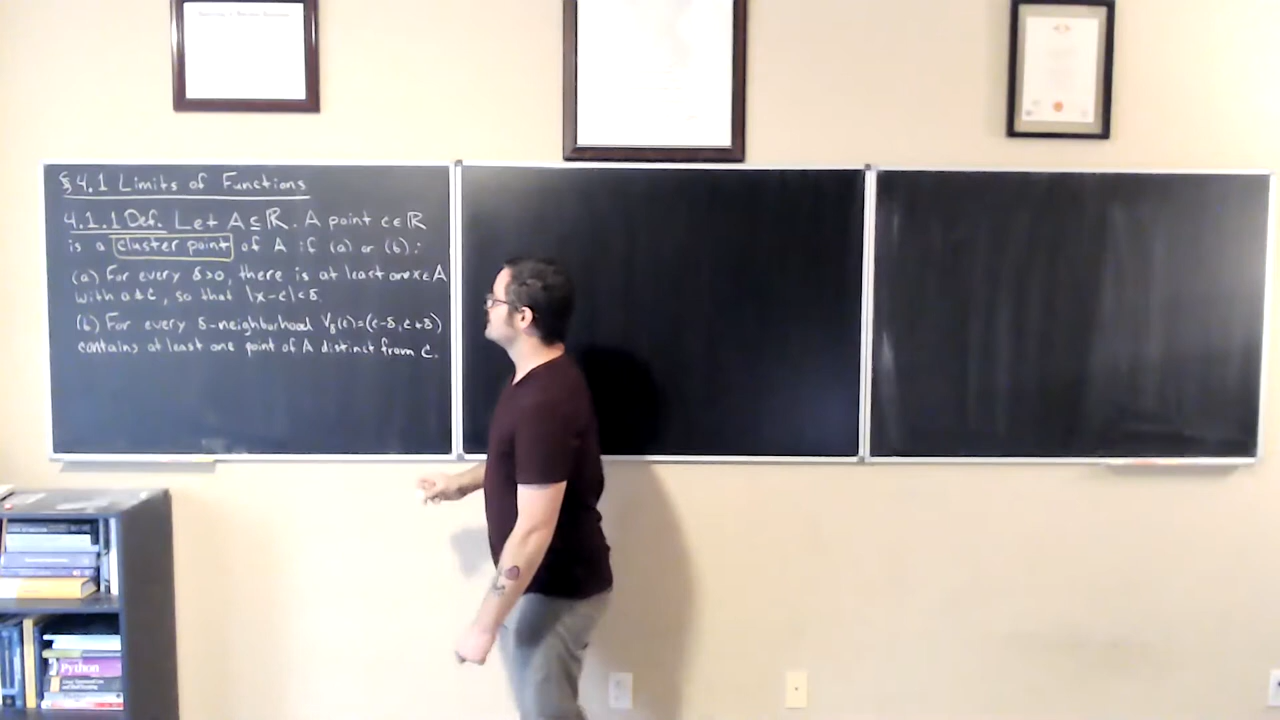 §4.1 Limits of Functions
4.1.1 Def. Let A⊆ℝ. A point c∈ℝ
is a cluster point of A if (a) or (b):
(a) For every δ>0, there is at least one x∈A
with a≠c, so that |x-c|<δ.
(b) For every δ-neighborhood V_δ(c)=(c-δ,c+δ)
contains at least one point of A distinct from c.
Python